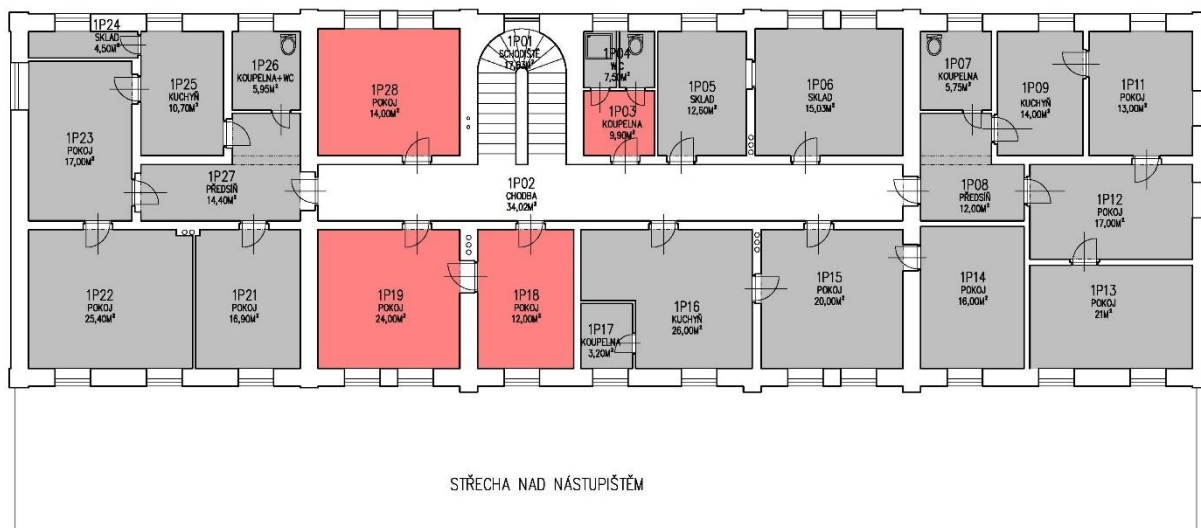 1P24
SKLAD
4,50M²
1P25
KUCHYŇ
10,70M²
1P26
KOUPELNA+WC
5,95M²
1P28
POKOJ
14,00M²
1P01
SCHODIŠTĚ
1P04
WC
7,50M²
1P03
KOUPELNA
9,90M²
1P05
SKLAD
12,60M²
1P06
SKLAD
15,03M²
1P07
KOUPELNA
5,75M²
1P09
KUCHYŇ
14,00M²
1P11
POKOJ
13,00M²
1P23
POKOJ
17,00M²
1P27
PŘEDSÍŇ
14,40M²
1P02
CHODBA
34,02M²
1P08
PŘEDSÍŇ
12,00M²
1P12
POKOJ
17,00M²
1P22
POKOJ
25,40M²
1P21
POKOJ
16,90M²
1P19
POKOJ
24,00M²
1P18
POKOJ
12,00M²
1P17
KOUPELNA
3,20M²
1P16
KUCHYŇ
26,00M²
1P15
POKOJ
20,00M²
1P14
POKOJ
16,00M²
1P13
POKOJ
21M²
STŘECHA NAD NÁSTUPIŠTĚM